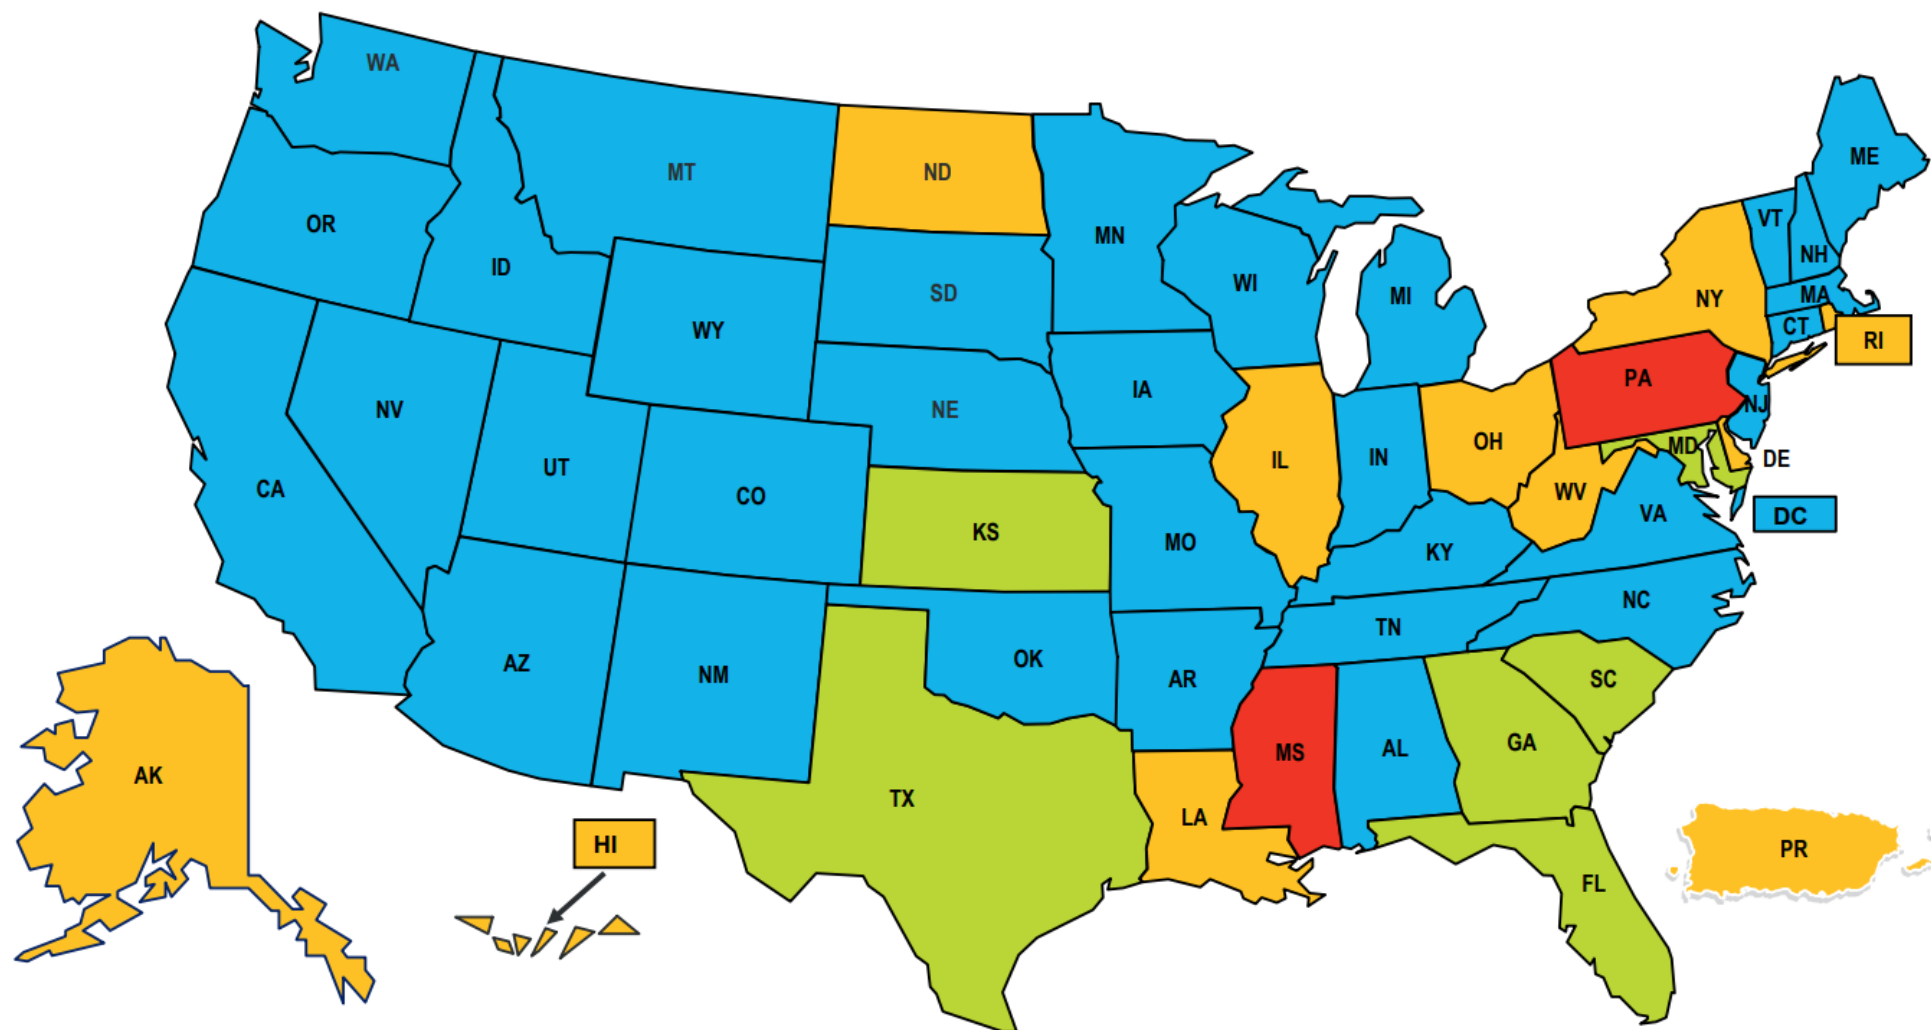 WA
MT
ND
ME
OR
ID
MN
VT
NH
SD
WI
MI
NY
MA
WY
CT
RI
PA
IA
NV
NE
NJ
OH
MD
IN
IL
DE
UT
CA
CO
WV
VA
DC
KS
MO
KY
NC
TN
OK
AZ
NM
AR
SC
GA
AL
MS
AK
TX
LA
HI
PR
FL